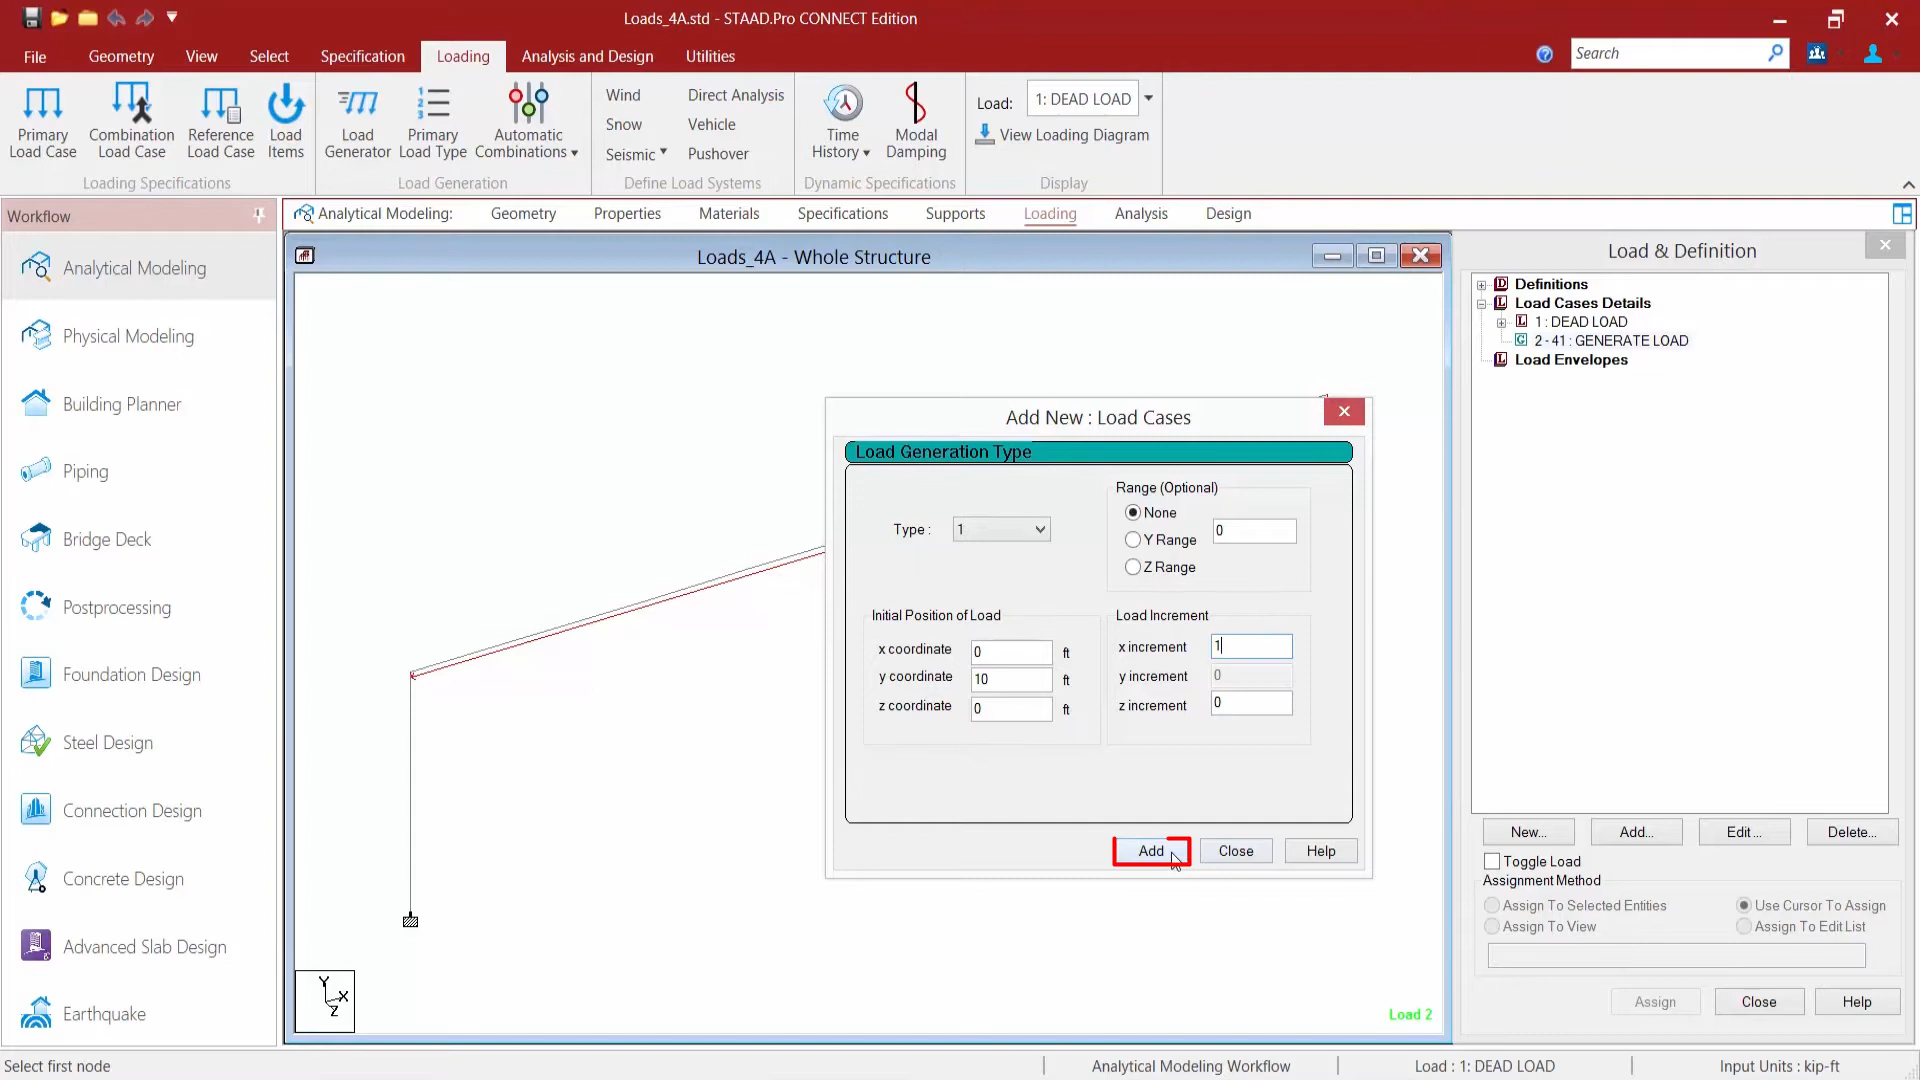 Loads_4A.std - STAAD.Pro CONNECT Edition
File Geometry View Select Specification Loading Analysis and Design Utilities Search
Primary Load Case
Combination Load Case
Reference Load Case
Load Items
Load Generator
Primary Load Type
Automatic Combinations
Wind
Snow
Seismic
Direct Analysis
Vehicle
Pushover
Time History
Modal Damping
Load: 1: DEAD LOAD
View Loading Diagram
Loading Specifications
Load Generation
Define Load Systems
Dynamic Specifications
Display
Workflow
Analytical Modeling: Geometry Properties Materials Specifications Supports Loading Analysis Design
Analytical Modeling
Physical Modeling
Building Planner
Piping
Bridge Deck
Postprocessing
Foundation Design
Steel Design
Connection Design
Concrete Design
Advanced Slab Design
Earthquake
Loads_4A - Whole Structure
Y
X
Z
Load 2
Add New : Load Cases
Load Generation Type
Type : 1
Range (Optional)
None
Y Range
Z Range
0
Initial Position of Load
x coordinate 0 ft
y coordinate 10 ft
z coordinate 0 ft
Load Increment
x increment 1
y increment 0
z increment 0
Add Close Help
Load & Definition
D Definitions
L Load Cases Details
L 1 : DEAD LOAD
G 2 - 41 : GENERATE LOAD
L Load Envelopes
New... Add... Edit... Delete...
Toggle Load
Assignment Method
Assign To Selected Entities Use Cursor To Assign
Assign To View Assign To Edit List
Assign Close Help
Select first node Analytical Modeling Workflow Load : 1: DEAD LOAD Input Units : kip-ft